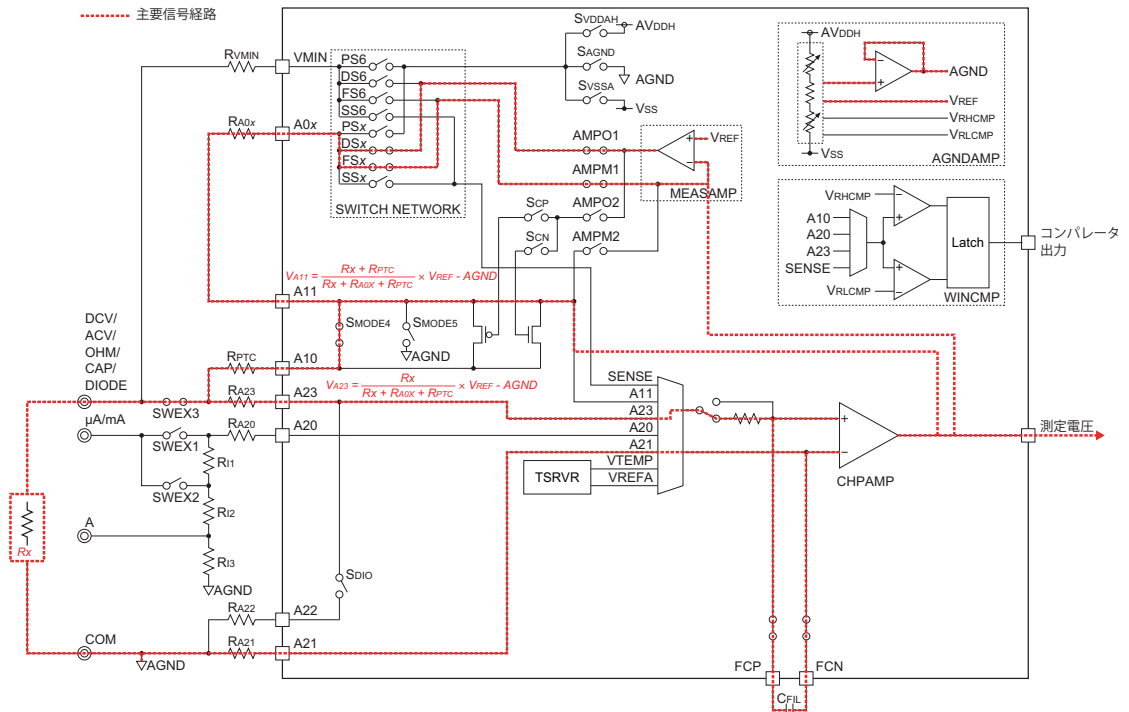 主要信号経路
SVDDAH
AVDDH
SAGND
AGND
SVSSA
VSS
RVMIN
VMIN
PS6
DS6
FS6
SS6
RA0x
A0x
PSx
DSx
FSx
SSx
SWITCH NETWORK
AMPO1
AMPM1
AMPO2
AMPM2
VREF
MEASAMP
SCP
SCN
AVDDH
AGND
VREF
VRHCMP
VRLCMP
VSS
AGNDAMP
VRHCMP
A10
A20
A23
SENSE
VRLCMP
Latch
WINCMP
コンパレータ
出力
VA11 = Rx + RPTC / Rx + RA0X + RPTC × VREF - AGND
A11
SMODE4
SMODE5
AGND
DCV/
ACV/
OHM/
CAP/
DIODE
RPTC
A10
VA23 = Rx / Rx + RA0X + RPTC × VREF - AGND
RA23
A23
SWEX3
μA/mA
SWEX1
RA20
A20
RI1
SWEX2
RI2
A
RI3
AGND
Rx
SENSE
A11
A23
A20
A21
VTEMP
VREFA
TSRVR
CHPAMP
測定電圧
SDIO
RA22
A22
COM
RA21
A21
AGND
FCP
FCN
CFIL